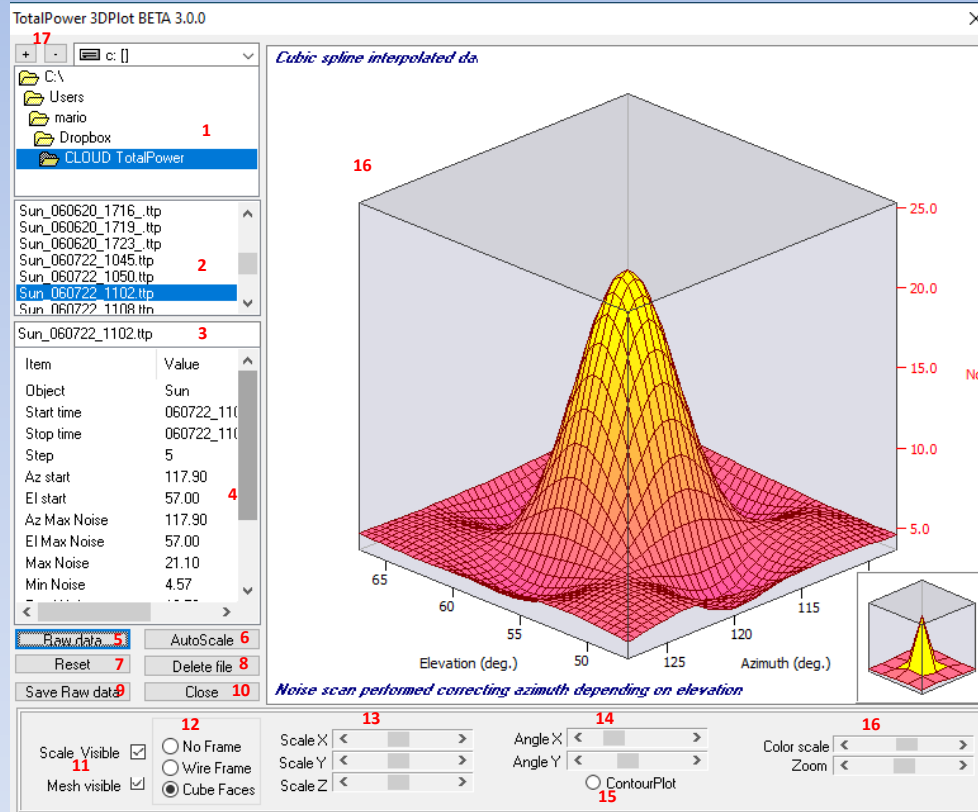 TotalPower 3DPlot BETA 3.0.0
17
+ - c: []
C:\
Users
mario
Dropbox
CLOUD TotalPower
1
Sun_060620_1716_.ttp
Sun_060620_1719_.ttp
Sun_060620_1723_.ttp
Sun_060722_1045.ttp
Sun_060722_1050.ttp
Sun_060722_1102.ttp
Sun_060722_1108.ttp
2
Sun_060722_1102.ttp 3
Item Value
Object Sun
Start time 060722_110
Stop time 060722_110
Step 5
Az start 117.90
El start 57.00
Az Max Noise 117.90
El Max Noise 57.00
Max Noise 21.10
Min Noise 4.57
4
Raw data 5 AutoScale 6
Reset 7 Delete file 8
Save Raw data 9 Close 10
Cubic spline interpolated da
16
25.0
20.0
15.0
No
10.0
5.0
65
60
55
50
125
120
115
Elevation (deg.) Azimuth (deg.)
Noise scan performed correcting azimuth depending on elevation
Scale Visible
11
Mesh visible
12
No Frame
Wire Frame
Cube Faces
13
Scale X
Scale Y
Scale Z
14
Angle X
Angle Y
ContourPlot
15
16
Color scale
Zoom